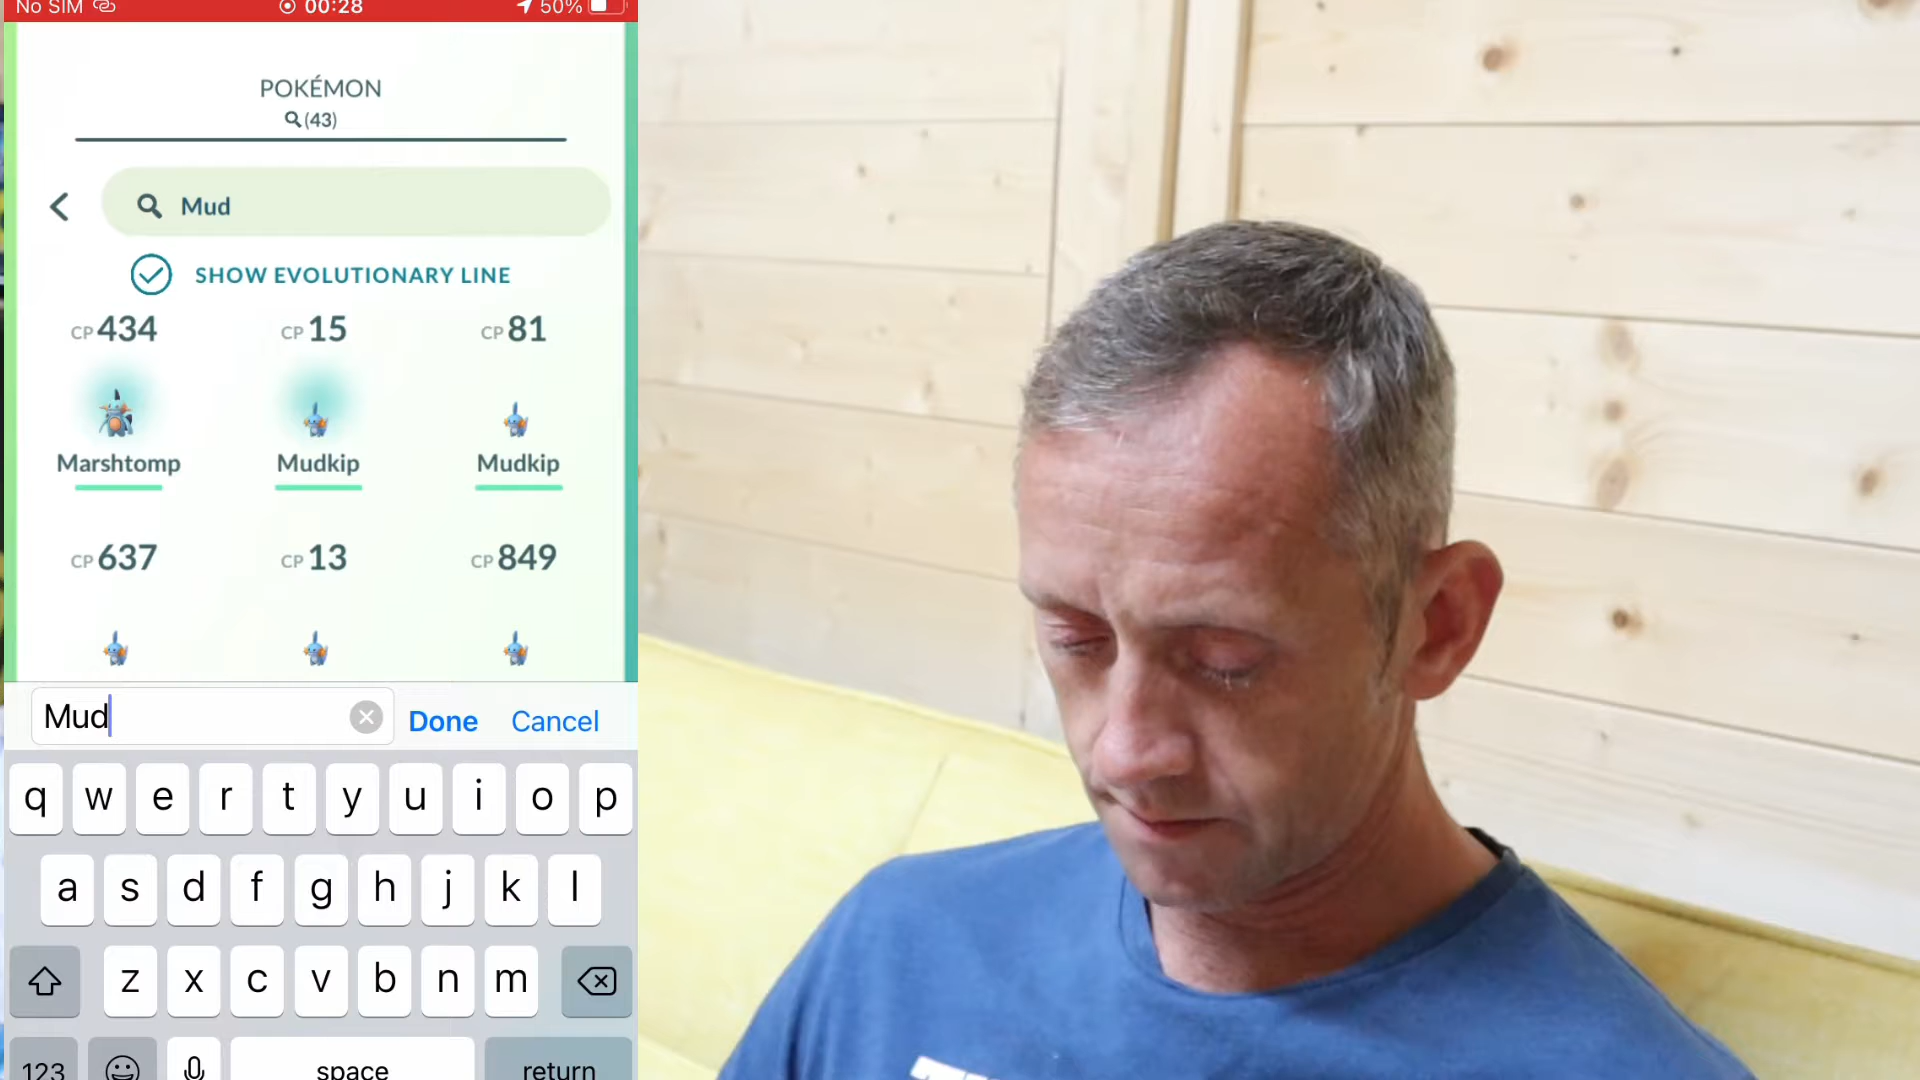 No SIM 00:28 50%
POKÉMON
(43)
Mud
SHOW EVOLUTIONARY LINE
CP 434 CP 15 CP 81
Marshtomp Mudkip Mudkip
CP 637 CP 13 CP 849
Mud Done Cancel
q w e r t y u i o p
a s d f g h j k l
z x c v b n m
123 space return